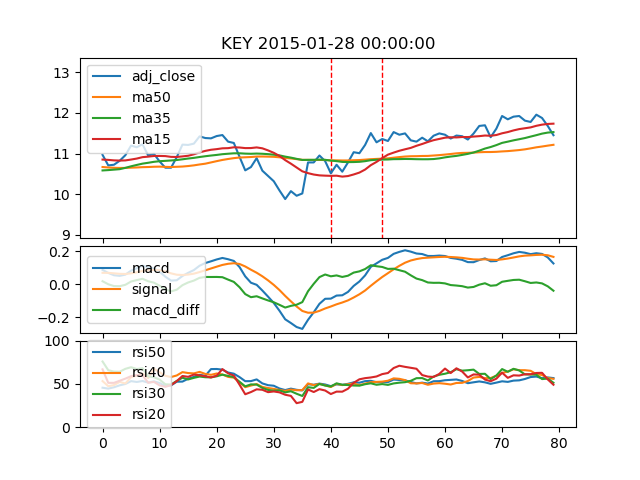 KEY 2015-01-28 00:00:00
13
12
11
10
9
adj_close
ma50
ma35
ma15
0.2
0.0
−0.2
macd
signal
macd_diff
100
50
0
rsi50
rsi40
rsi30
rsi20
0 10 20 30 40 50 60 70 80